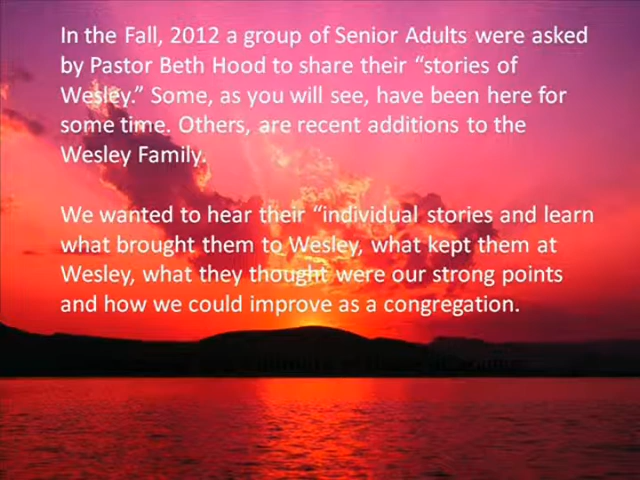 In the Fall, 2012 a group of Senior Adults were asked
by Pastor Beth Hood to share their “stories of
Wesley.” Some, as you will see, have been here for
some time. Others, are recent additions to the
Wesley Family.
We wanted to hear their “individual stories and learn
what brought them to Wesley, what kept them at
Wesley, what they thought were our strong points
and how we could improve as a congregation.